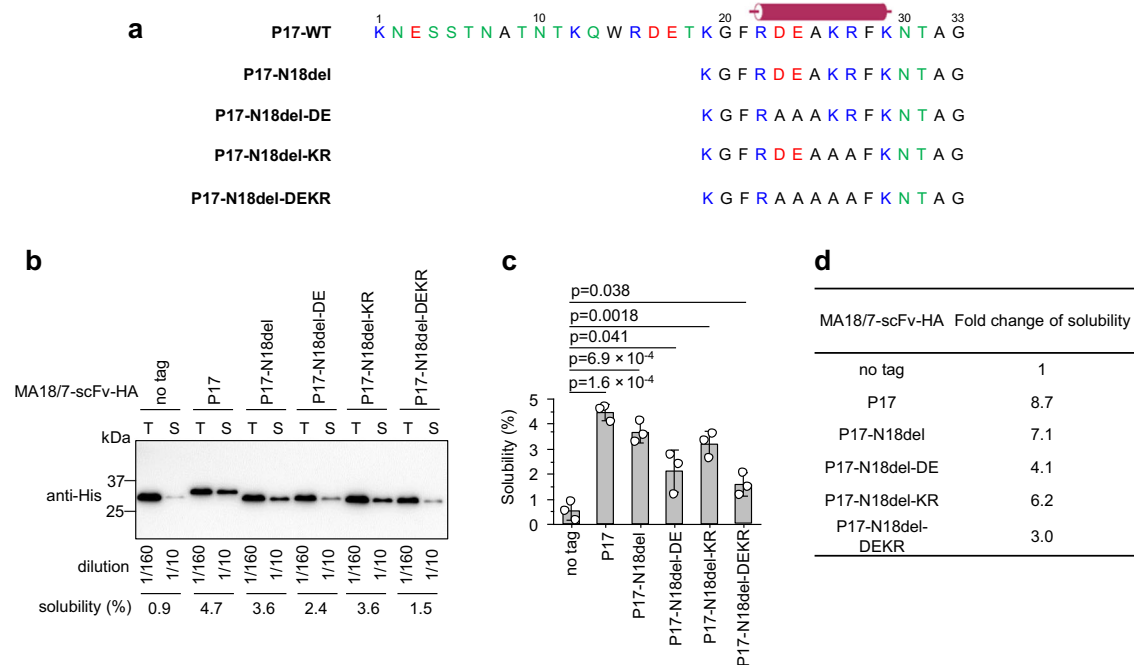 a
1 10 20 30 33
P17-WT K N E S S T N A T N T K Q W R D E T K G F R D E A K R F K N T A G
P17-N18del K G F R D E A K R F K N T A G
P17-N18del-DE K G F R A A A K R F K N T A G
P17-N18del-KR K G F R D E A A A F K N T A G
P17-N18del-DEKR K G F R A A A A A F K N T A G
b
MA18/7-scFv-HA no tag P17 P17-N18del P17-N18del-DE P17-N18del-KR P17-N18del-DEKR
T S T S T S T S T S T S
kDa
37
anti-His
25
dilution 1/160 1/10 1/160 1/10 1/160 1/10 1/160 1/10 1/160 1/10 1/160 1/10
solubility (%) 0.9 4.7 3.6 2.4 3.6 1.5
c
p=0.038
p=0.0018
p=0.041
p=6.9 × 10-4
p=1.6 × 10-4
Solubility (%)
5
4
3
2
1
0
no tag P17 P17-N18del P17-N18del-DE P17-N18del-KR P17-N18del-DEKR
d
MA18/7-scFv-HA Fold change of solubility
no tag 1
P17 8.7
P17-N18del 7.1
P17-N18del-DE 4.1
P17-N18del-KR 6.2
P17-N18del-
DEKR 3.0